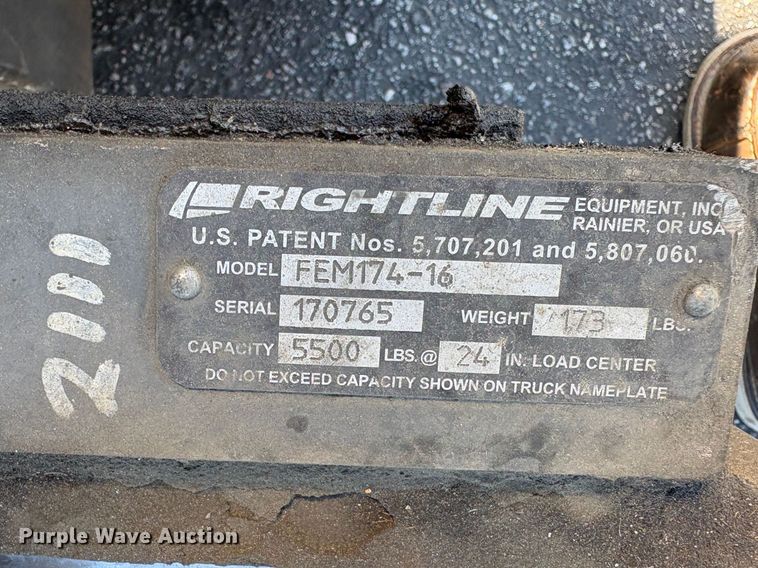 RIGHTLINE EQUIPMENT, INC
RAINIER, OR USA
U.S. PATENT Nos. 5,707,201 and 5,807,060.
MODEL FEM174-16
SERIAL 170765 WEIGHT 173 LBS.
CAPACITY 5500 LBS.@ 24 IN. LOAD CENTER
DO NOT EXCEED CAPACITY SHOWN ON TRUCK NAMEPLATE
2111
Purple Wave Auction